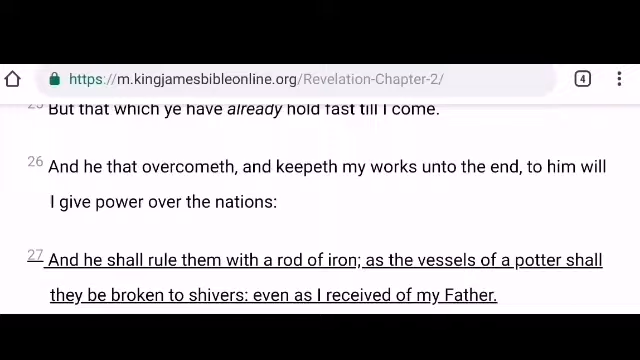 https://m.kingjamesbibleonline.org/Revelation-Chapter-2/
4
25 But that which ye have already hold fast till I come.
26 And he that overcometh, and keepeth my works unto the end, to him will
I give power over the nations:
27 And he shall rule them with a rod of iron; as the vessels of a potter shall
they be broken to shivers: even as I received of my Father.